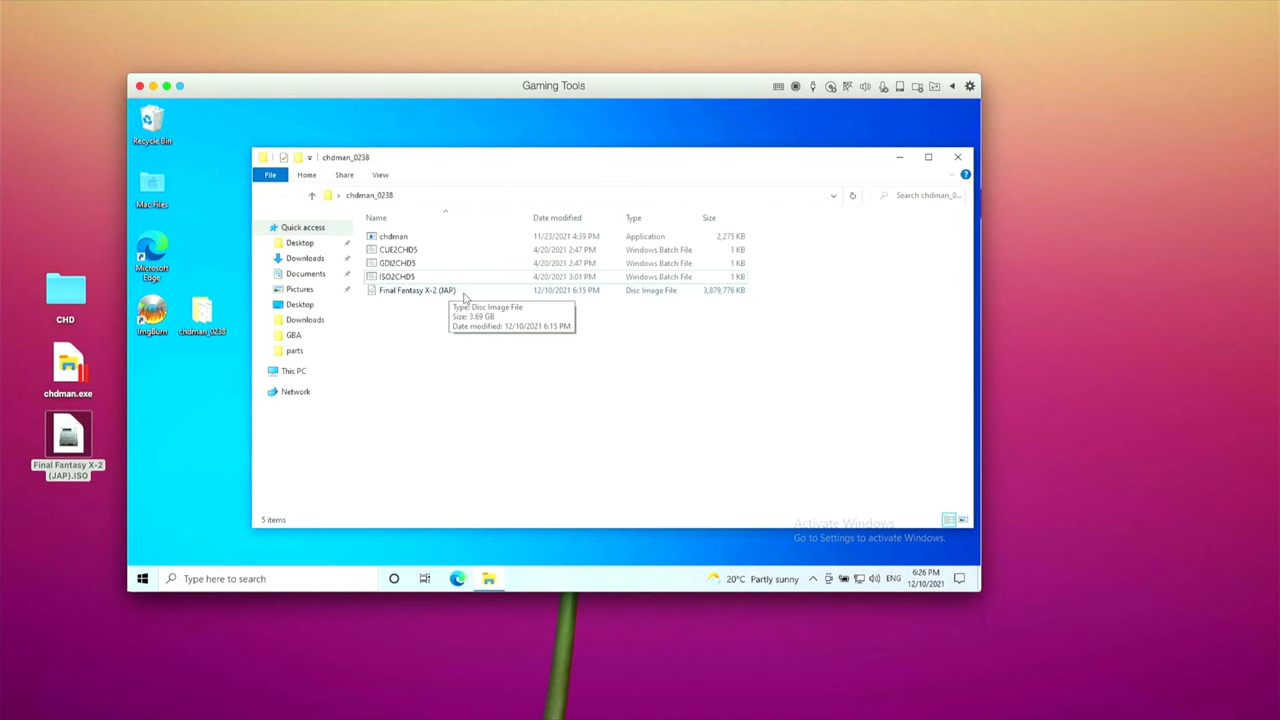 Gaming Tools
Recycle Bin
Mac Files
Microsoft
Edge
ImgBurn
chdman_0238
CHD
chdman.exe
Final Fantasy X-2
(JAP).ISO
chdman_0238
File Home Share View
chdman_0238
Search chdman_0...
Quick access
Desktop
Downloads
Documents
Pictures
Desktop
Downloads
GBA
parts
This PC
Network
Name Date modified Type Size
chdman 11/23/2021 4:39 PM Application 2,275 KB
CUE2CHD5 4/20/2021 2:47 PM Windows Batch File 1 KB
GDI2CHD5 4/20/2021 2:47 PM Windows Batch File 1 KB
ISO2CHD5 4/20/2021 3:01 PM Windows Batch File 1 KB
Final Fantasy X-2 (JAP) 12/10/2021 6:15 PM Disc Image File 3,879,776 KB
Type: Disc Image File
Size: 3.69 GB
Date modified: 12/10/2021 6:15 PM
5 items
Activate Windows
Go to Settings to activate Windows.
Type here to search
20°C Partly sunny
ENG
6:26 PM
12/10/2021